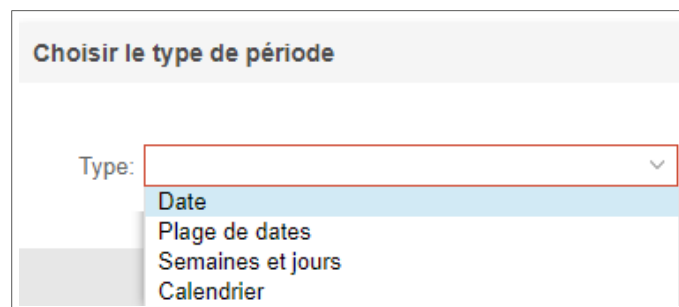 Choisir le type de période
Type:
Date
Plage de dates
Semaines et jours
Calendrier